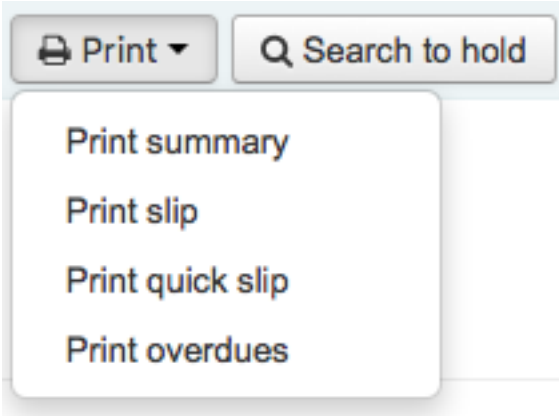 Print Search to hold
Print summary
Print slip
Print quick slip
Print overdues